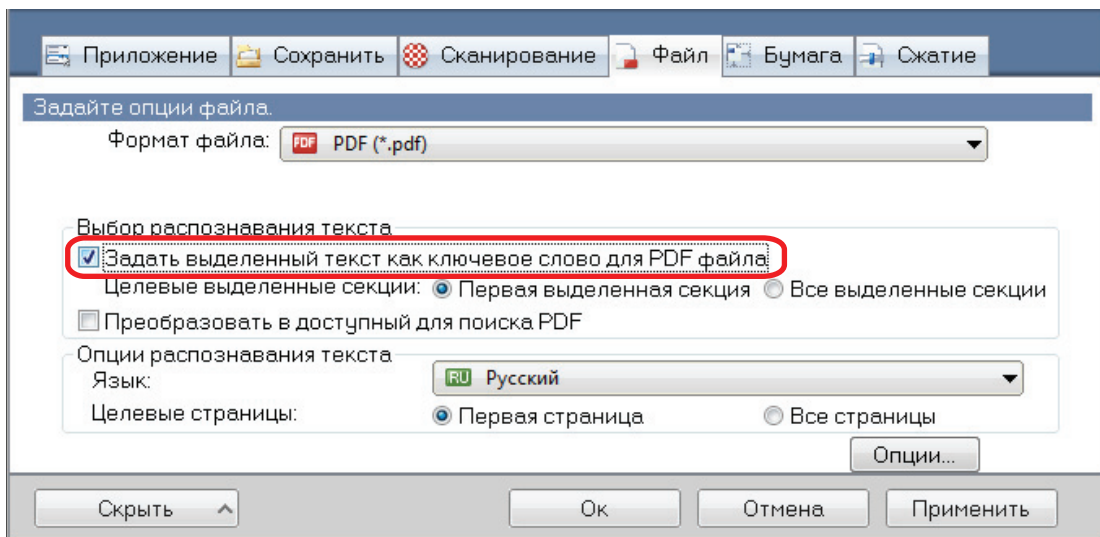 Приложение Сохранить Сканирование Файл Бумага Сжатие
Задайте опции файла.
Формат файла: PDF PDF (*.pdf)
Выбор распознавания текста
Задать выделенный текст как ключевое слово для PDF файла
Целевые выделенные секции: Первая выделенная секция Все выделенные секции
Преобразовать в доступный для поиска PDF
Опции распознавания текста
Язык: RU Русский
Целевые страницы: Первая страница Все страницы
Опции...
Скрыть Ок Отмена Применить